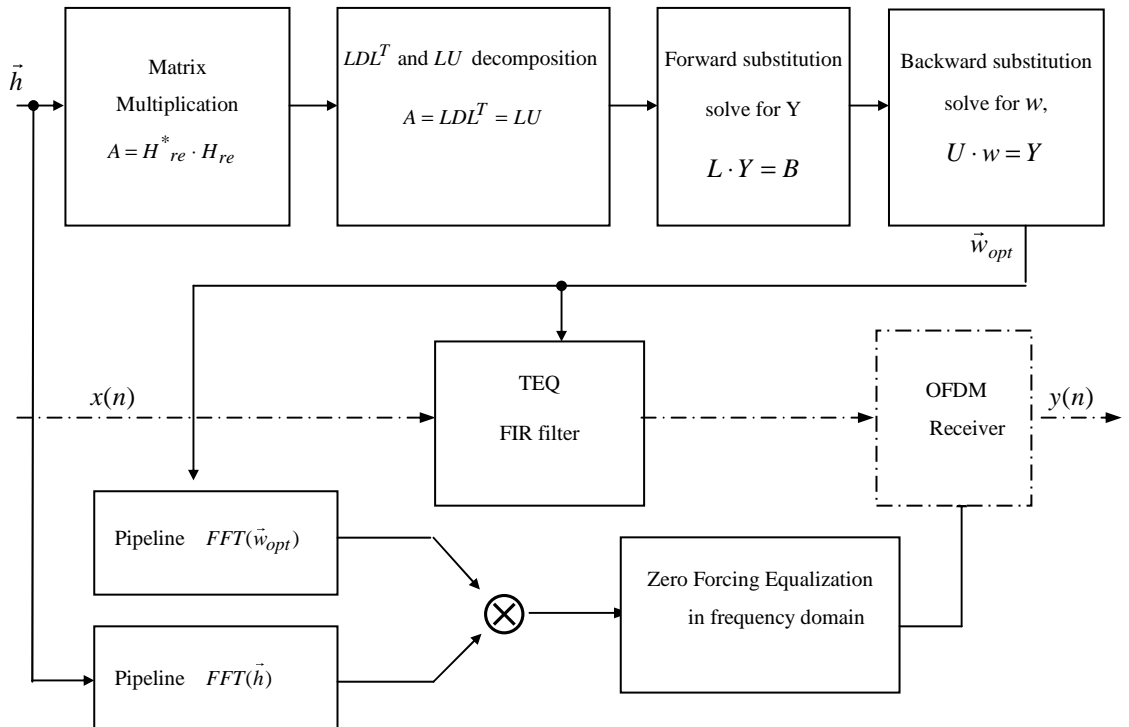 h⃗
Matrix
Multiplication
A = H*re · Hre
LDL^T and LU decomposition
A = LDL^T = LU
Forward substitution
solve for Y
L · Y = B
Backward substitution
solve for w,
U · w = Y
w⃗opt
x(n)
TEQ
FIR filter
OFDM
Receiver
y(n)
Pipeline FFT(w⃗opt)
Zero Forcing Equalization
in frequency domain
Pipeline FFT(h⃗)